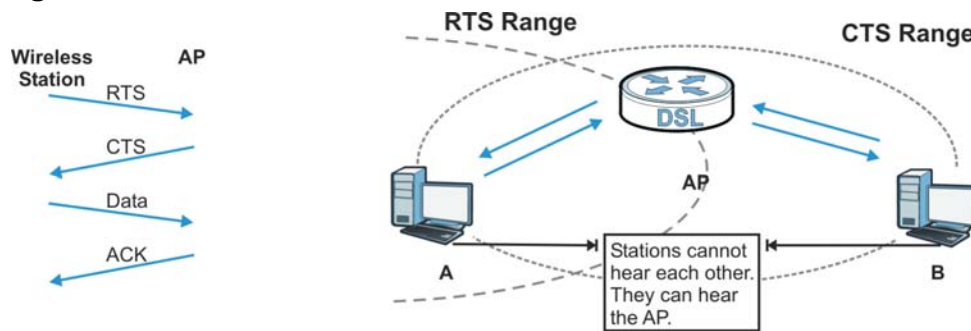 Wireless
Station
AP
RTS
CTS
Data
ACK
RTS Range
CTS Range
DSL
AP
A
B
Stations cannot
hear each other.
They can hear
the AP.